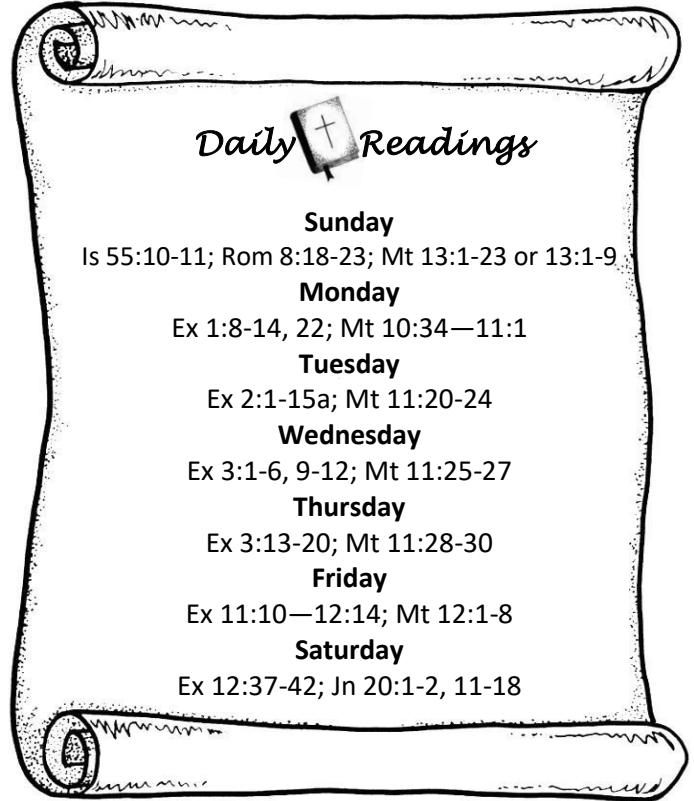 Daily Readings
Sunday
Is 55:10-11; Rom 8:18-23; Mt 13:1-23 or 13:1-9
Monday
Ex 1:8-14, 22; Mt 10:34—11:1
Tuesday
Ex 2:1-15a; Mt 11:20-24
Wednesday
Ex 3:1-6, 9-12; Mt 11:25-27
Thursday
Ex 3:13-20; Mt 11:28-30
Friday
Ex 11:10—12:14; Mt 12:1-8
Saturday
Ex 12:37-42; Jn 20:1-2, 11-18